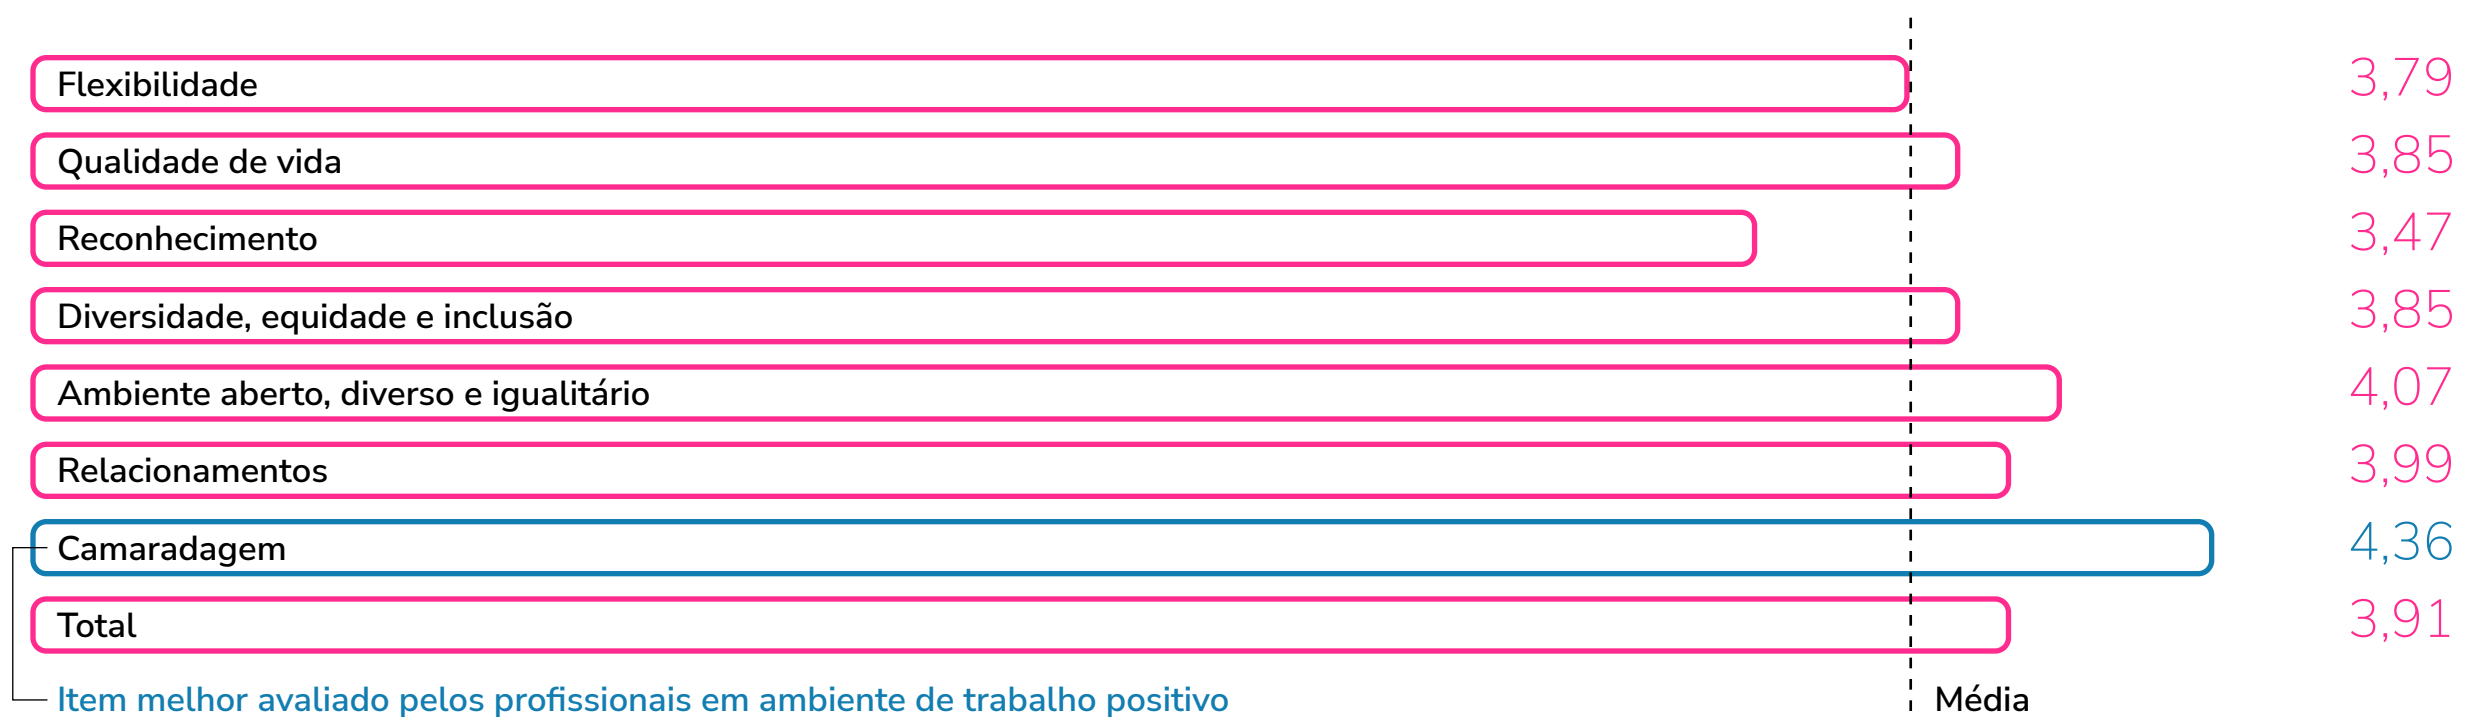 Flexibilidade 3,79
Qualidade de vida 3,85
Reconhecimento 3,47
Diversidade, equidade e inclusão 3,85
Ambiente aberto, diverso e igualitário 4,07
Relacionamentos 3,99
Camaradagem 4,36
Total 3,91
Item melhor avaliado pelos profissionais em ambiente de trabalho positivo Média